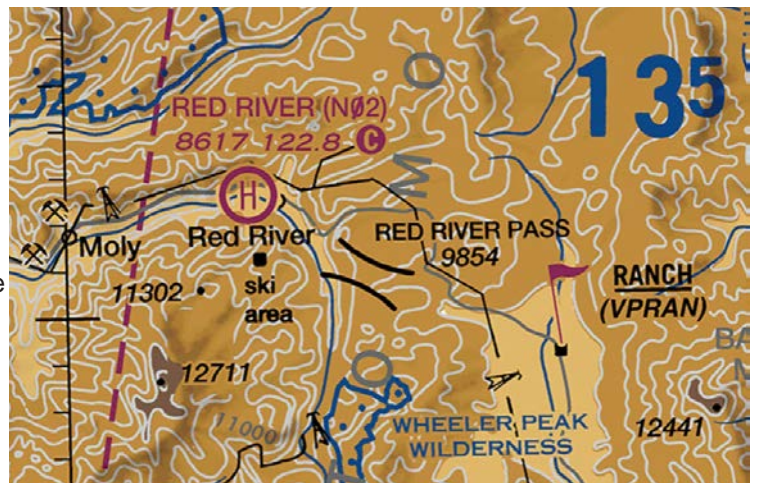 RED RIVER (NØ2)
8617 122.8 C
13⁵
O
M
H
Red River
RED RIVER PASS
9854
Moly
RANCH
(VPRAN)
ski
area
11302
12711
O
11000
WHEELER PEAK
WILDERNESS
12441
BA
M
A
e